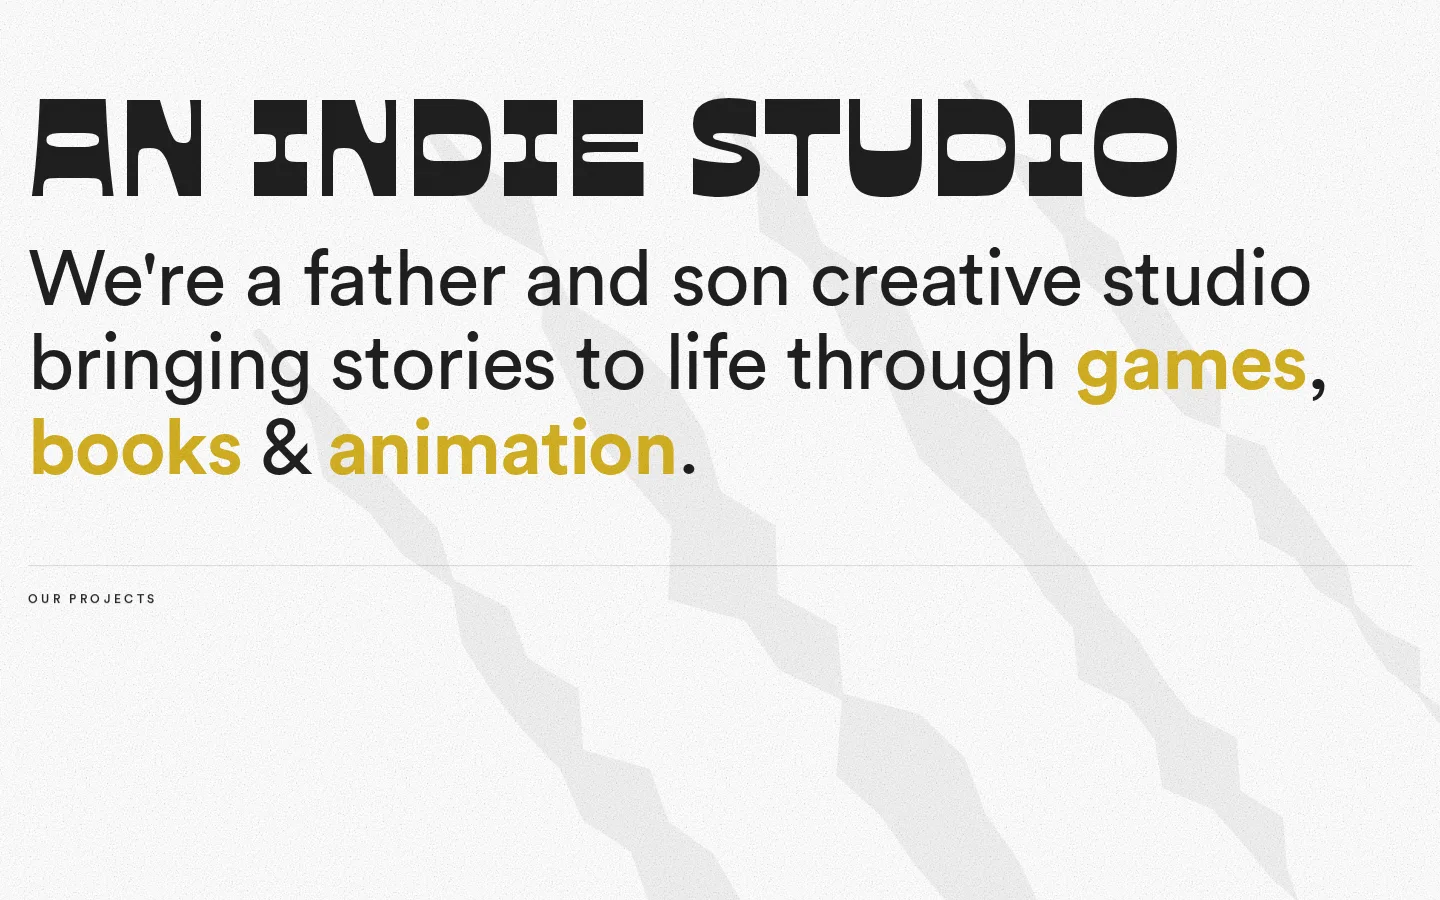 AN INDIE STUDIO
We're a father and son creative studio
bringing stories to life through games,
books & animation.
OUR PROJECTS